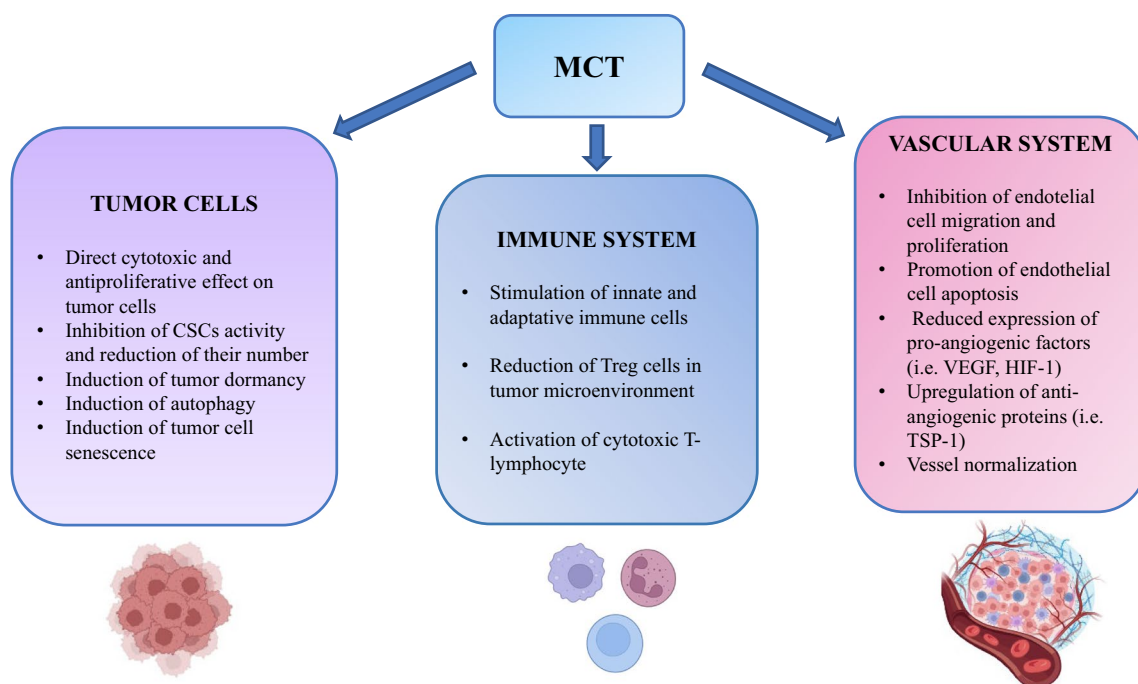 MCT
TUMOR CELLS
• Direct cytotoxic and
antiproliferative effect on
tumor cells
• Inhibition of CSCs activity
and reduction of their number
• Induction of tumor dormancy
• Induction of autophagy
• Induction of tumor cell
senescence
IMMUNE SYSTEM
• Stimulation of innate and
adaptative immune cells
• Reduction of Treg cells in
tumor microenvironment
• Activation of cytotoxic T-
lymphocyte
VASCULAR SYSTEM
• Inhibition of endotelial
cell migration and
proliferation
• Promotion of endothelial
cell apoptosis
• Reduced expression of
pro-angiogenic factors
(i.e. VEGF, HIF-1)
• Upregulation of anti-
angiogenic proteins (i.e.
TSP-1)
• Vessel normalization